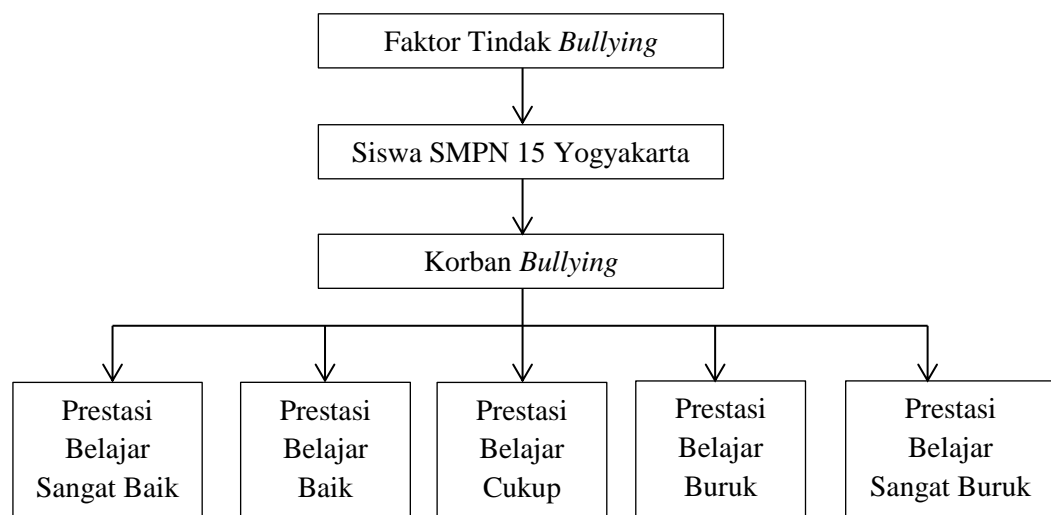 Faktor Tindak Bullying
Siswa SMPN 15 Yogyakarta
Korban Bullying
Prestasi
Belajar
Sangat Baik
Prestasi
Belajar
Baik
Prestasi
Belajar
Cukup
Prestasi
Belajar
Buruk
Prestasi
Belajar
Sangat Buruk